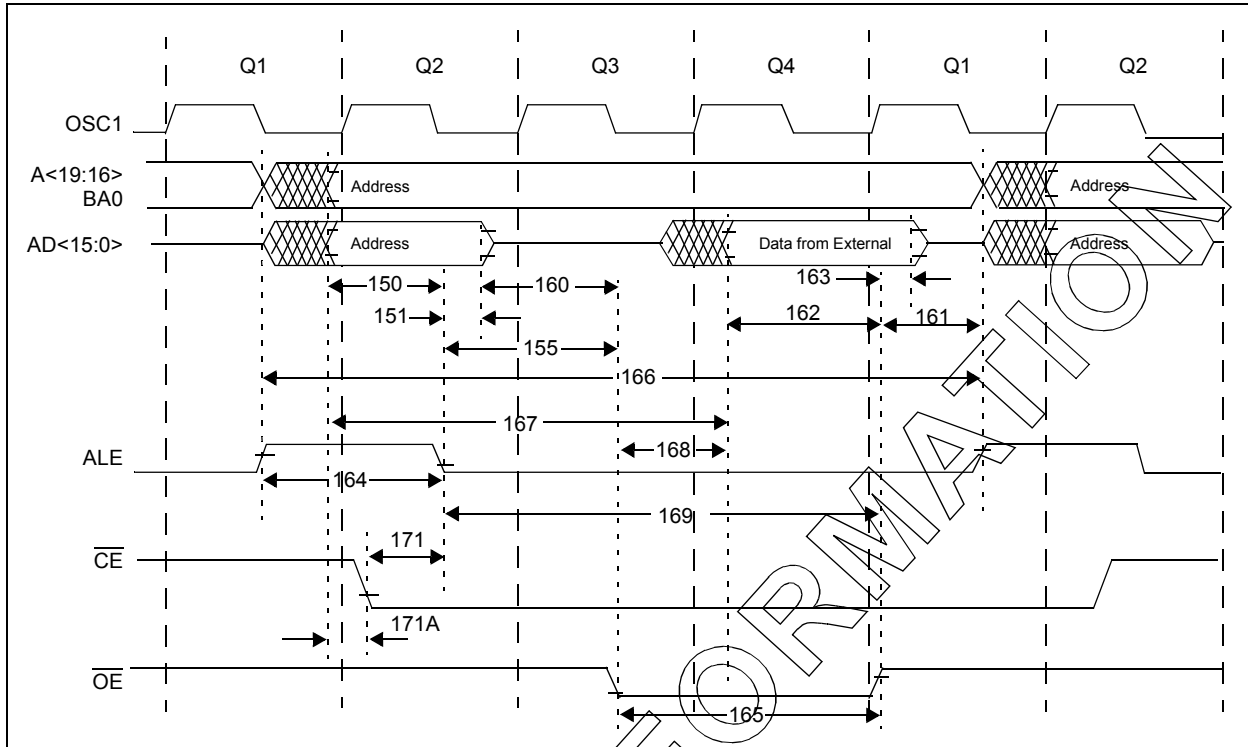 Q1 Q2 Q3 Q4 Q1 Q2
OSC1
A<19:16>
BA0
Address Address
AD<15:0>
Address Data from External Address
150 160 163
151 162 161
155
166
167
ALE
168
164
169
171
CE
171A
OE
165
FORMATION